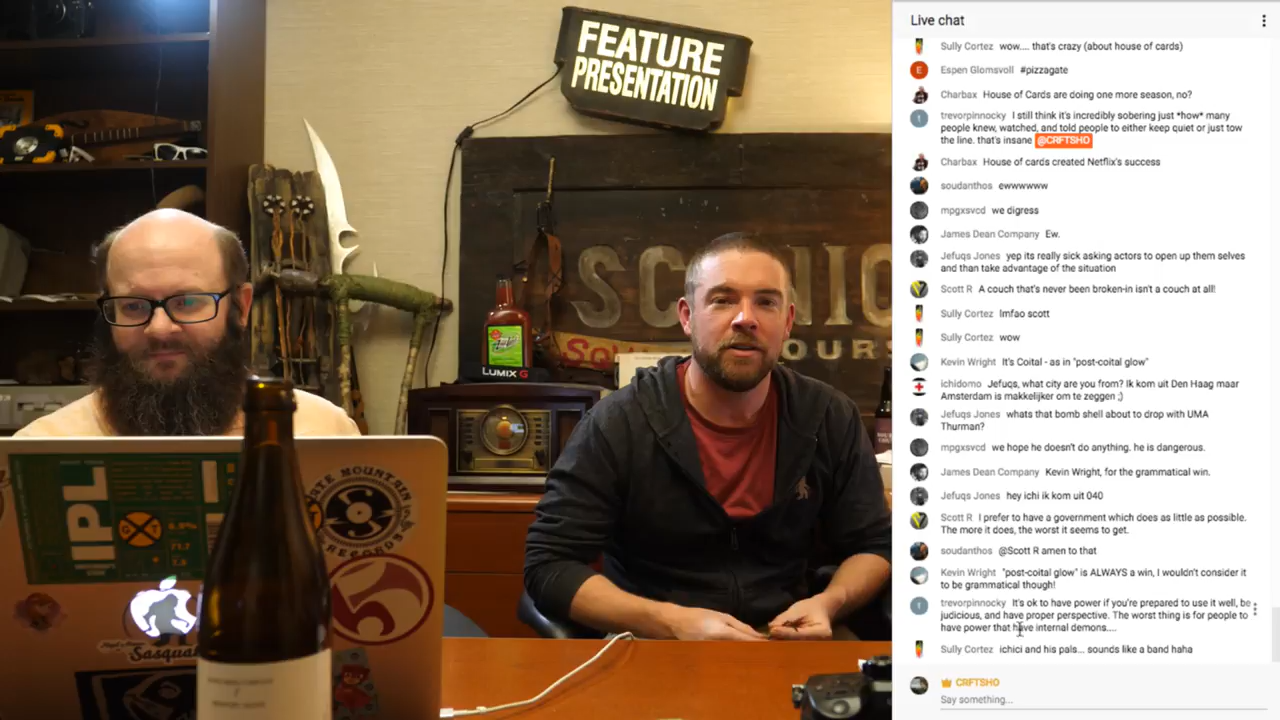 FEATURE
PRESENTATION
SC
NIC
OURS
LUMIX G
HPL
Sasquat
RECORDS
Live chat
Sully Cortez wow.... that's crazy (about house of cards)
E Espen Glomsvoll #pizzagate
Charbax House of Cards are doing one more season, no?
trevorpinnocky I still think it's incredibly sobering just *how* many
people knew, watched, and told people to either keep quiet or just tow
the line. that's insane @CRFTSHO
Charbax House of cards created Netflix's success
soudanthos ewwwwww
mpgxsvcd we digress
James Dean Company Ew.
Jefuqs Jones yep its really sick asking actors to open up them selves
and than take advantage of the situation
Scott R A couch that's never been broken-in isn't a couch at all!
Sully Cortez lmfao scott
Sully Cortez wow
Kevin Wright It's Coital - as in "post-coital glow"
ichidomo Jefuqs, what city are you from? Ik kom uit Den Haag maar
Amsterdam is makkelijker om te zeggen ;)
Jefuqs Jones whats that bomb shell about to drop with UMA
Thurman?
mpgxsvcd we hope he doesn't do anything. he is dangerous.
James Dean Company Kevin Wright, for the grammatical win.
Jefuqs Jones hey ichi ik kom uit 040
Scott R I prefer to have a government which does as little as possible.
The more it does, the worst it seems to get.
soudanthos @Scott R amen to that
Kevin Wright "post-coital glow" is ALWAYS a win, I wouldn't consider it
to be grammatical though!
trevorpinnocky It's ok to have power if you're prepared to use it well, be
judicious, and have proper perspective. The worst thing is for people to
have power that have internal demons....
Sully Cortez ichici and his pals... sounds like a band haha
CRFTSHO
Say something...